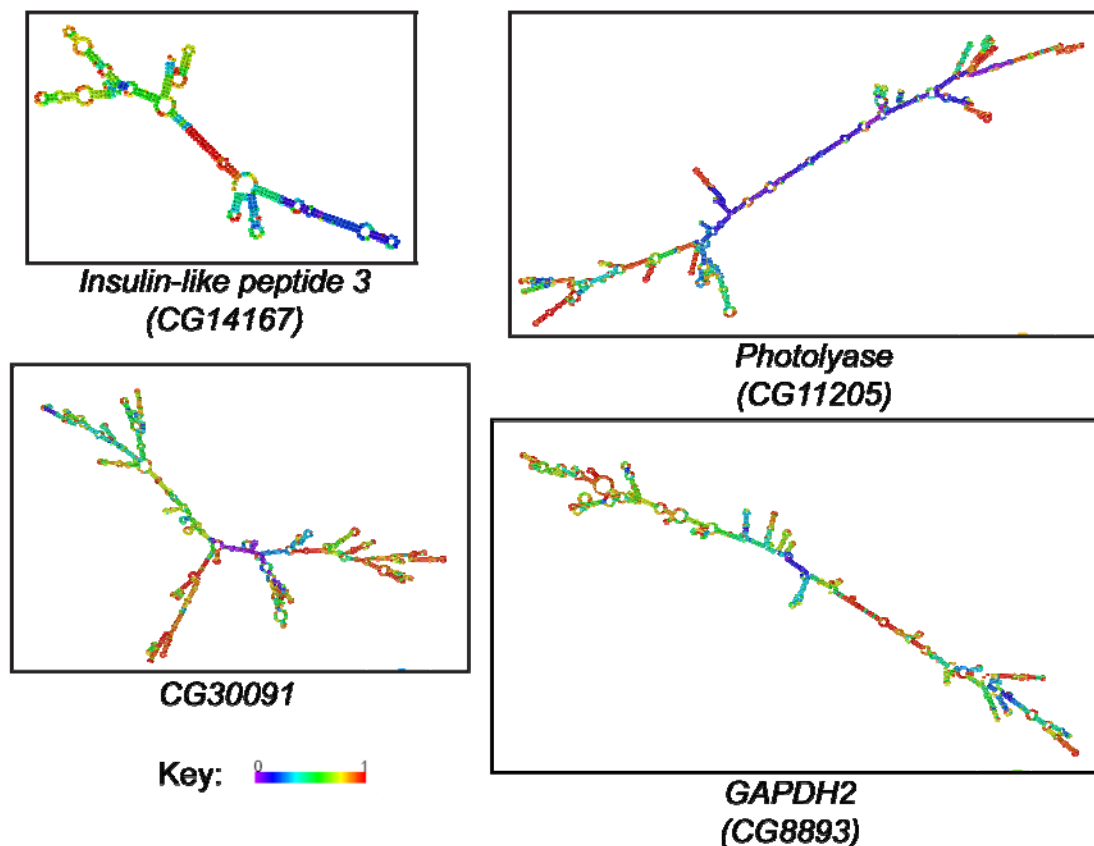 Insulin-like peptide 3
(CG14167)
Photolyase
(CG11205)
CG30091
Key:
0
1
GAPDH2
(CG8893)